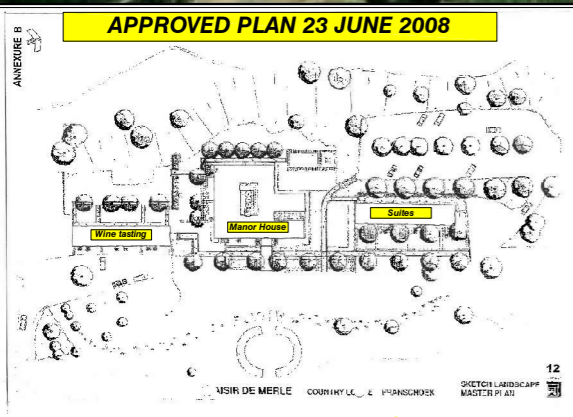 APPROVED PLAN 23 JUNE 2008
ANNEXURE B
Wine tasting
Manor House
Suites
12
AISIR DE MERLE COUNTRY FRANSCHOEK
SKETCH LANDSCAPE
MASTER PLAN